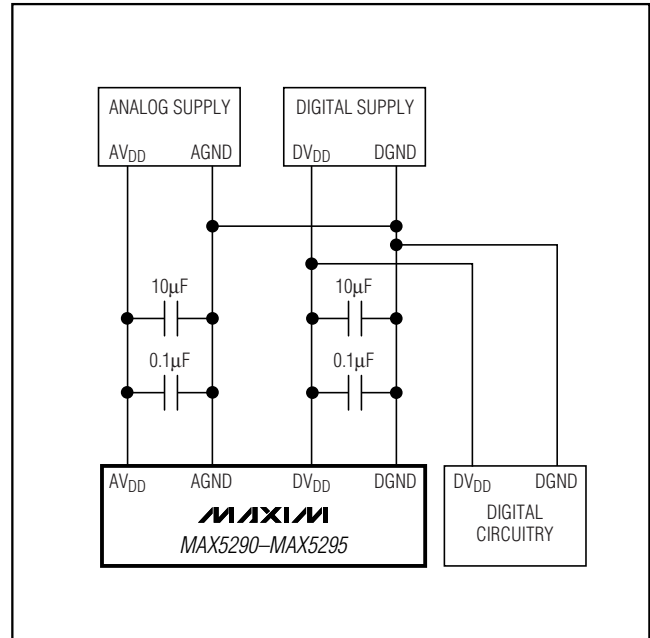 ANALOG SUPPLY
AVDD AGND
DIGITAL SUPPLY
DVDD DGND
10µF
10µF
0.1µF
0.1µF
AVDD AGND DVDD DGND
MAXIM
MAX5290–MAX5295
DVDD DGND
DIGITAL
CIRCUITRY